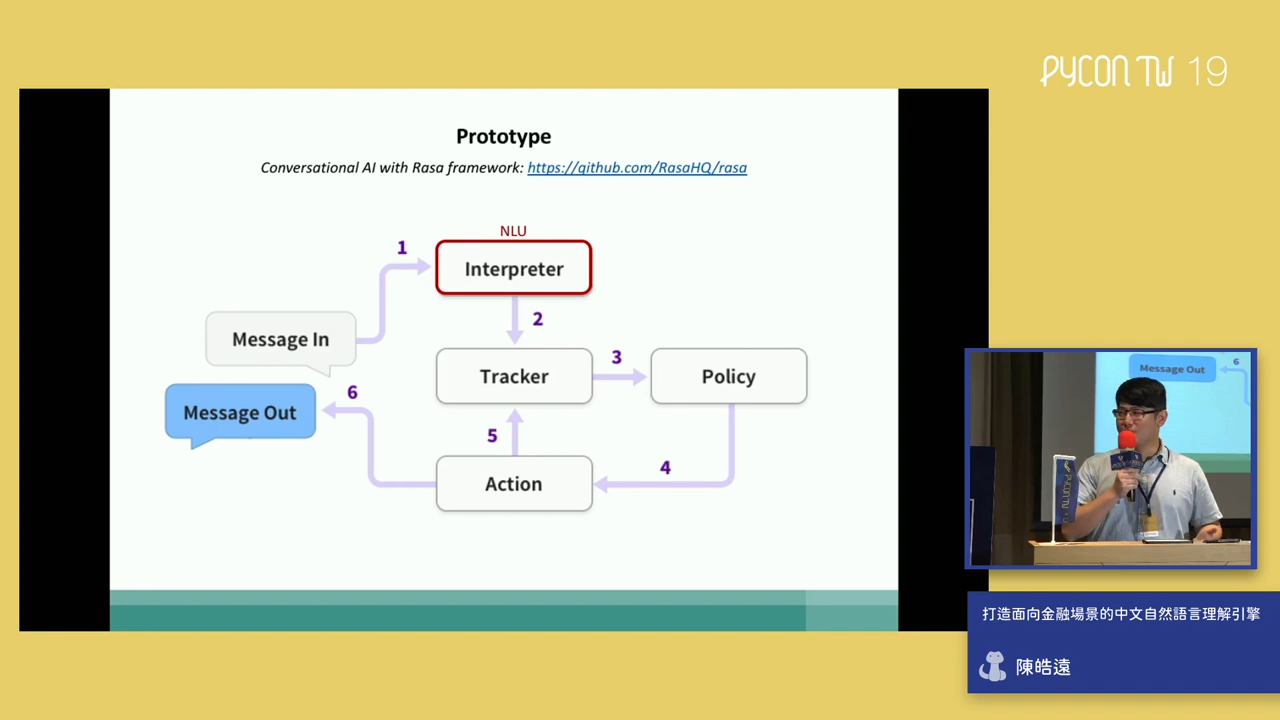 PYCON TW 19
Prototype
Conversational AI with Rasa framework: https://github.com/RasaHQ/rasa
NLU
1
Interpreter
2
Message In
3
Tracker
Policy
6
Message Out
5
4
Action
Message Out
6
PYCON TW
打造面向金融場景的中文自然語言理解引擎
陳皓遠